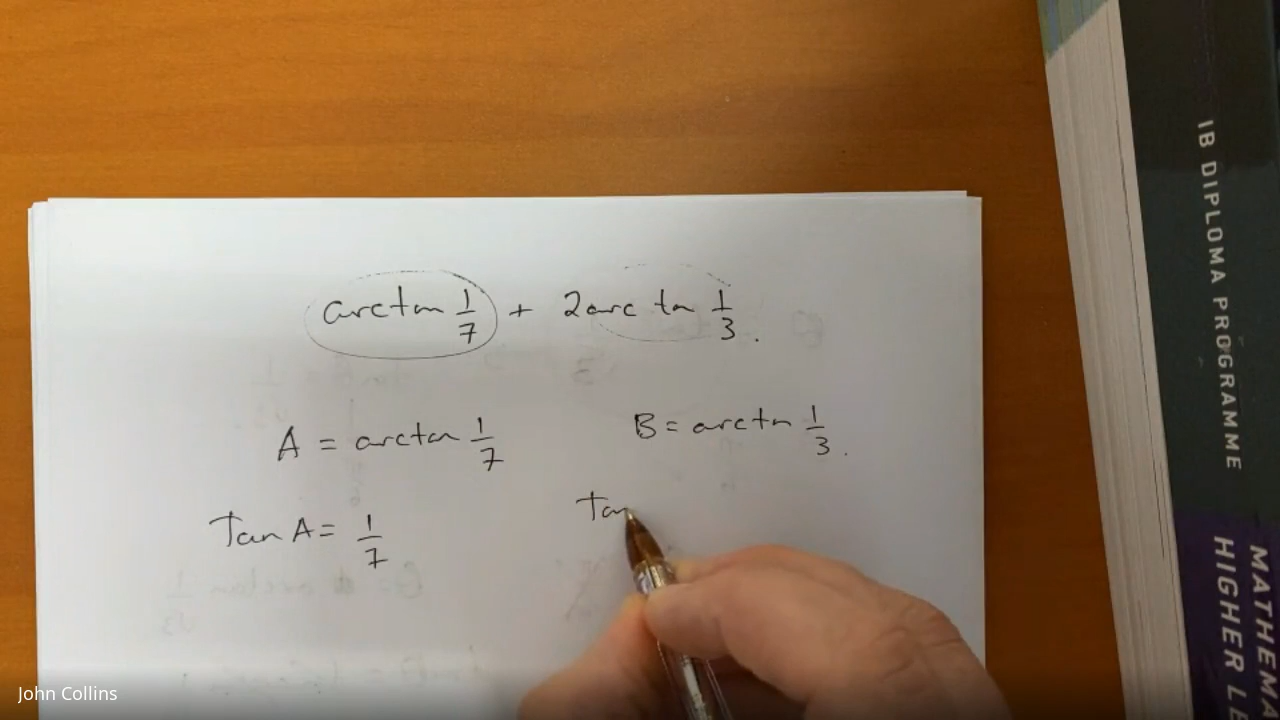 arctan 1/7 + 2arc tan 1/3.
A = arctan 1/7
B = arctan 1/3.
Tan A = 1/7
Tan
IB DIPLOMA PROGRAMME
MATHEMA
HIGHER LE
John Collins